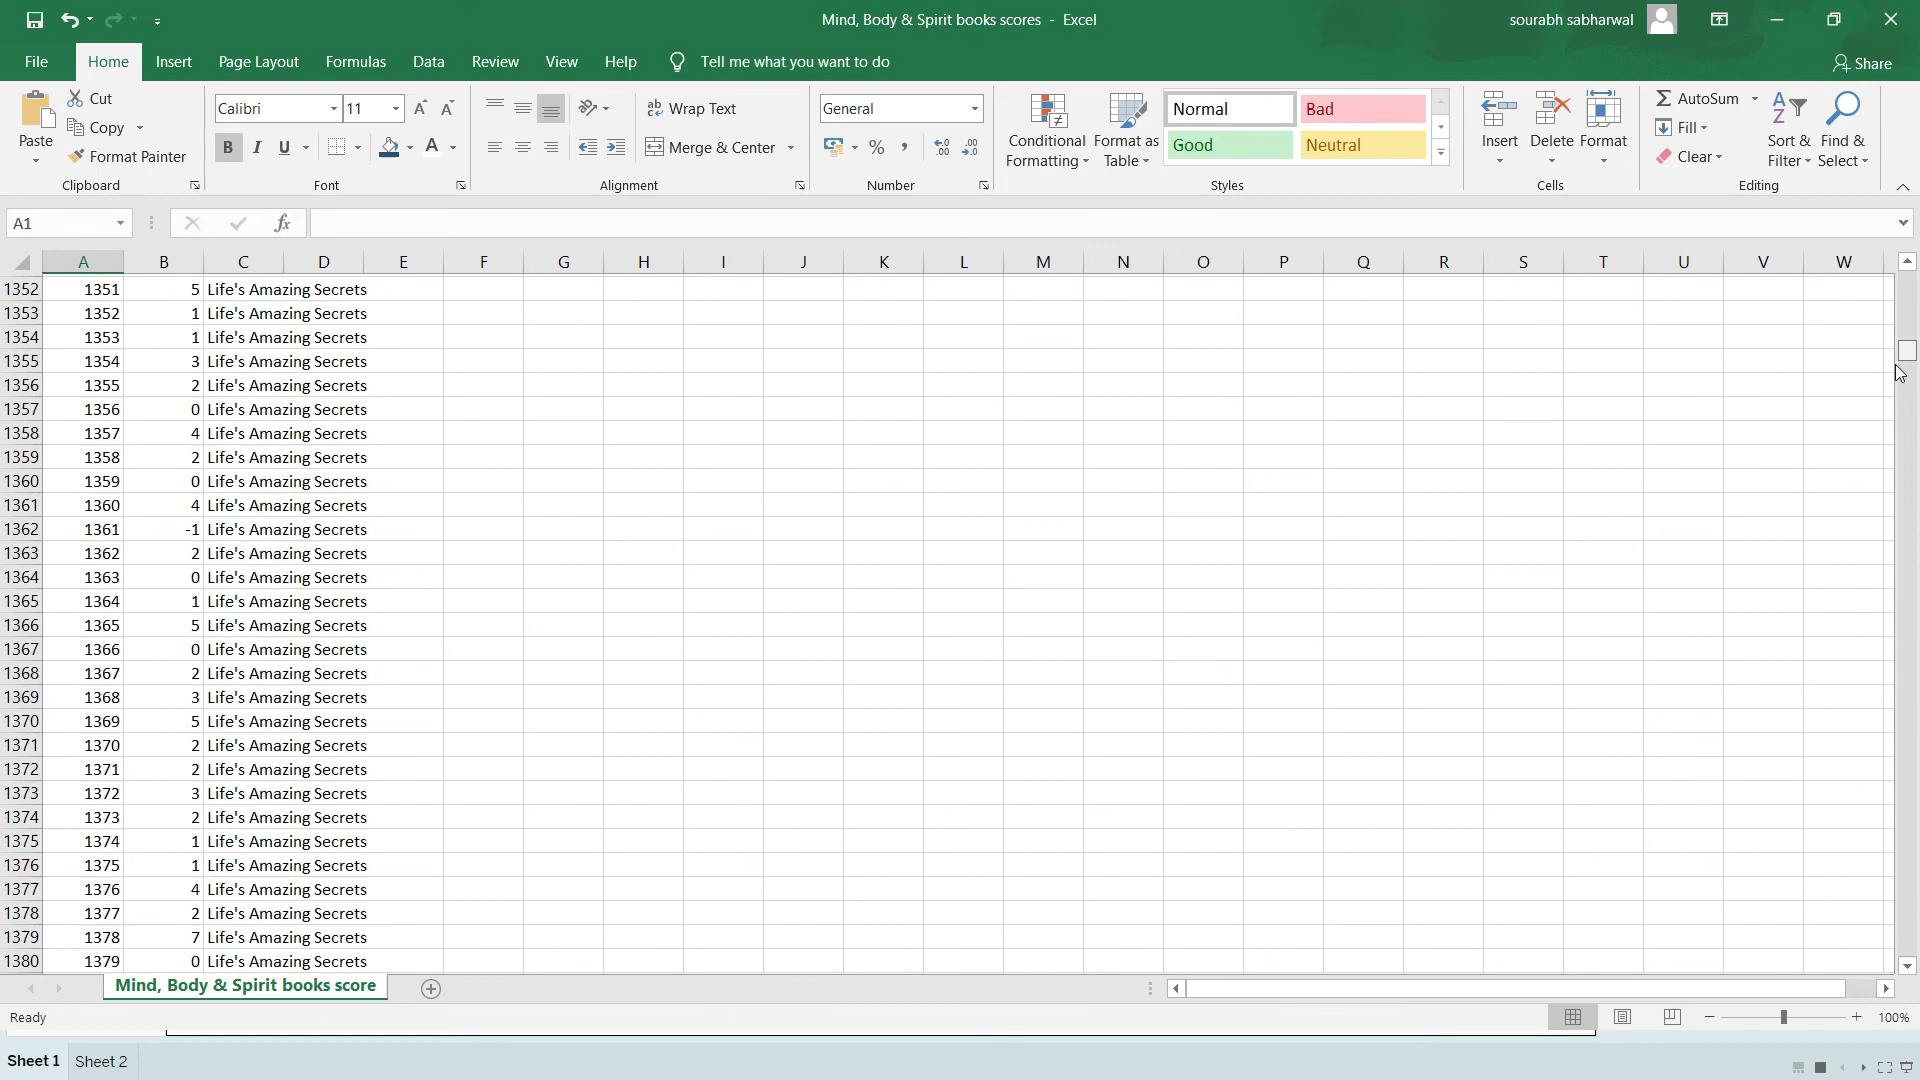 Mind, Body & Spirit books scores - Excel
sourabh sabharwal
File Home Insert Page Layout Formulas Data Review View Help Tell me what you want to do Share
Paste
Cut
Copy
Format Painter
Clipboard
Calibri 11
B I U A
Font
Wrap Text
Merge & Center
Alignment
General
% ,
Number
Conditional Formatting
Format as Table
Normal Bad
Good Neutral
Styles
Insert Delete Format
Cells
AutoSum
Fill
Clear
Sort & Filter
Find & Select
Editing
A1 fx
A B C D E F G H I J K L M N O P Q R S T U V W
1352 1351 5 Life's Amazing Secrets
1353 1352 1 Life's Amazing Secrets
1354 1353 1 Life's Amazing Secrets
1355 1354 3 Life's Amazing Secrets
1356 1355 2 Life's Amazing Secrets
1357 1356 0 Life's Amazing Secrets
1358 1357 4 Life's Amazing Secrets
1359 1358 2 Life's Amazing Secrets
1360 1359 0 Life's Amazing Secrets
1361 1360 4 Life's Amazing Secrets
1362 1361 -1 Life's Amazing Secrets
1363 1362 2 Life's Amazing Secrets
1364 1363 0 Life's Amazing Secrets
1365 1364 1 Life's Amazing Secrets
1366 1365 5 Life's Amazing Secrets
1367 1366 0 Life's Amazing Secrets
1368 1367 2 Life's Amazing Secrets
1369 1368 3 Life's Amazing Secrets
1370 1369 5 Life's Amazing Secrets
1371 1370 2 Life's Amazing Secrets
1372 1371 2 Life's Amazing Secrets
1373 1372 3 Life's Amazing Secrets
1374 1373 2 Life's Amazing Secrets
1375 1374 1 Life's Amazing Secrets
1376 1375 1 Life's Amazing Secrets
1377 1376 4 Life's Amazing Secrets
1378 1377 2 Life's Amazing Secrets
1379 1378 7 Life's Amazing Secrets
1380 1379 0 Life's Amazing Secrets
Mind, Body & Spirit books score
Ready
100%
Sheet 1 Sheet 2